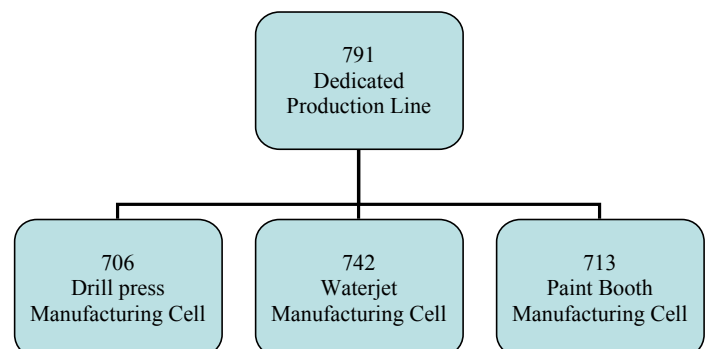 791
Dedicated
Production Line
706
Drill press
Manufacturing Cell
742
Waterjet
Manufacturing Cell
713
Paint Booth
Manufacturing Cell